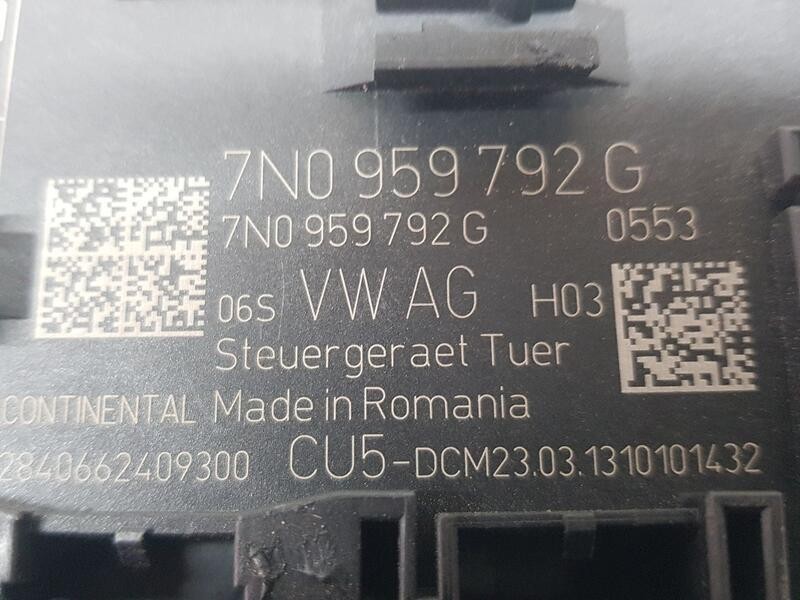 7N0 959 792 G
7N0 959 792 G 0553
06S VW AG H03
Steuergeraet Tuer
CONTINENTAL Made in Romania
2840662409300 CU5-DCM23.03.1310101432